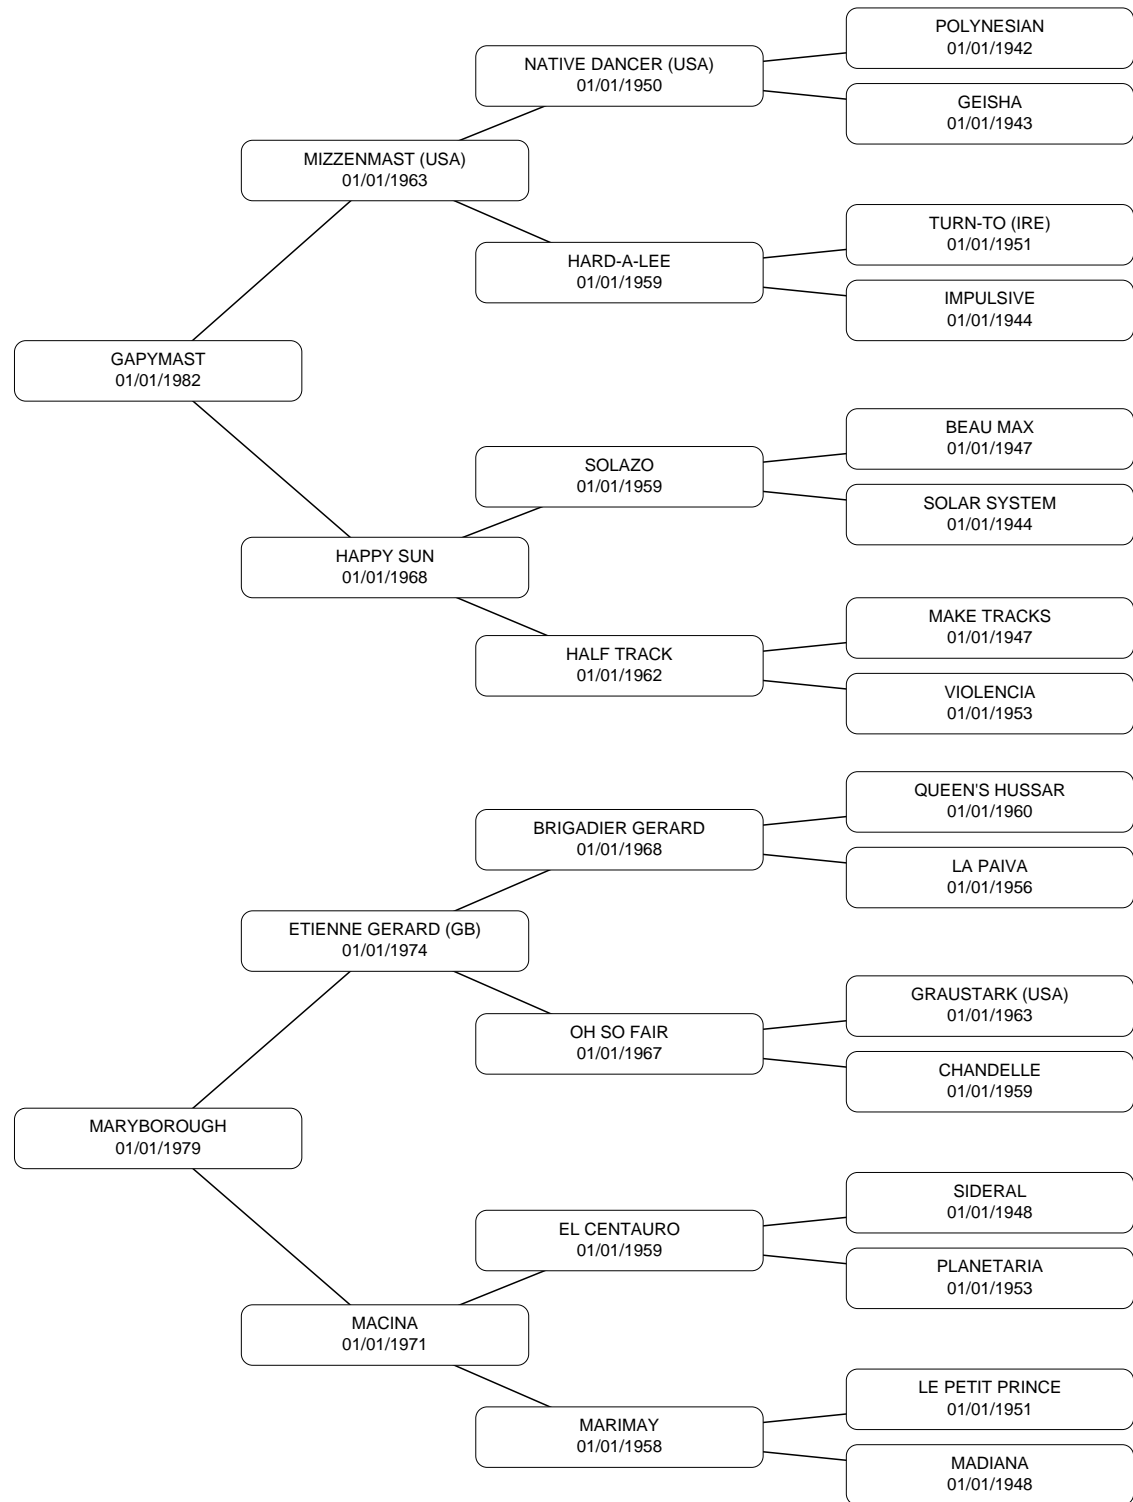 POLYNESIAN
01/01/1942
NATIVE DANCER (USA)
01/01/1950
GEISHA
01/01/1943
MIZZENMAST (USA)
01/01/1963
TURN-TO (IRE)
01/01/1951
HARD-A-LEE
01/01/1959
IMPULSIVE
01/01/1944
GAPYMAST
01/01/1982
BEAU MAX
01/01/1947
SOLAZO
01/01/1959
SOLAR SYSTEM
01/01/1944
HAPPY SUN
01/01/1968
MAKE TRACKS
01/01/1947
HALF TRACK
01/01/1962
VIOLENCIA
01/01/1953
QUEEN'S HUSSAR
01/01/1960
BRIGADIER GERARD
01/01/1968
LA PAIVA
01/01/1956
ETIENNE GERARD (GB)
01/01/1974
GRAUSTARK (USA)
01/01/1963
OH SO FAIR
01/01/1967
CHANDELLE
01/01/1959
MARYBOROUGH
01/01/1979
SIDERAL
01/01/1948
EL CENTAURO
01/01/1959
PLANETARIA
01/01/1953
MACINA
01/01/1971
LE PETIT PRINCE
01/01/1951
MARIMAY
01/01/1958
MADIANA
01/01/1948